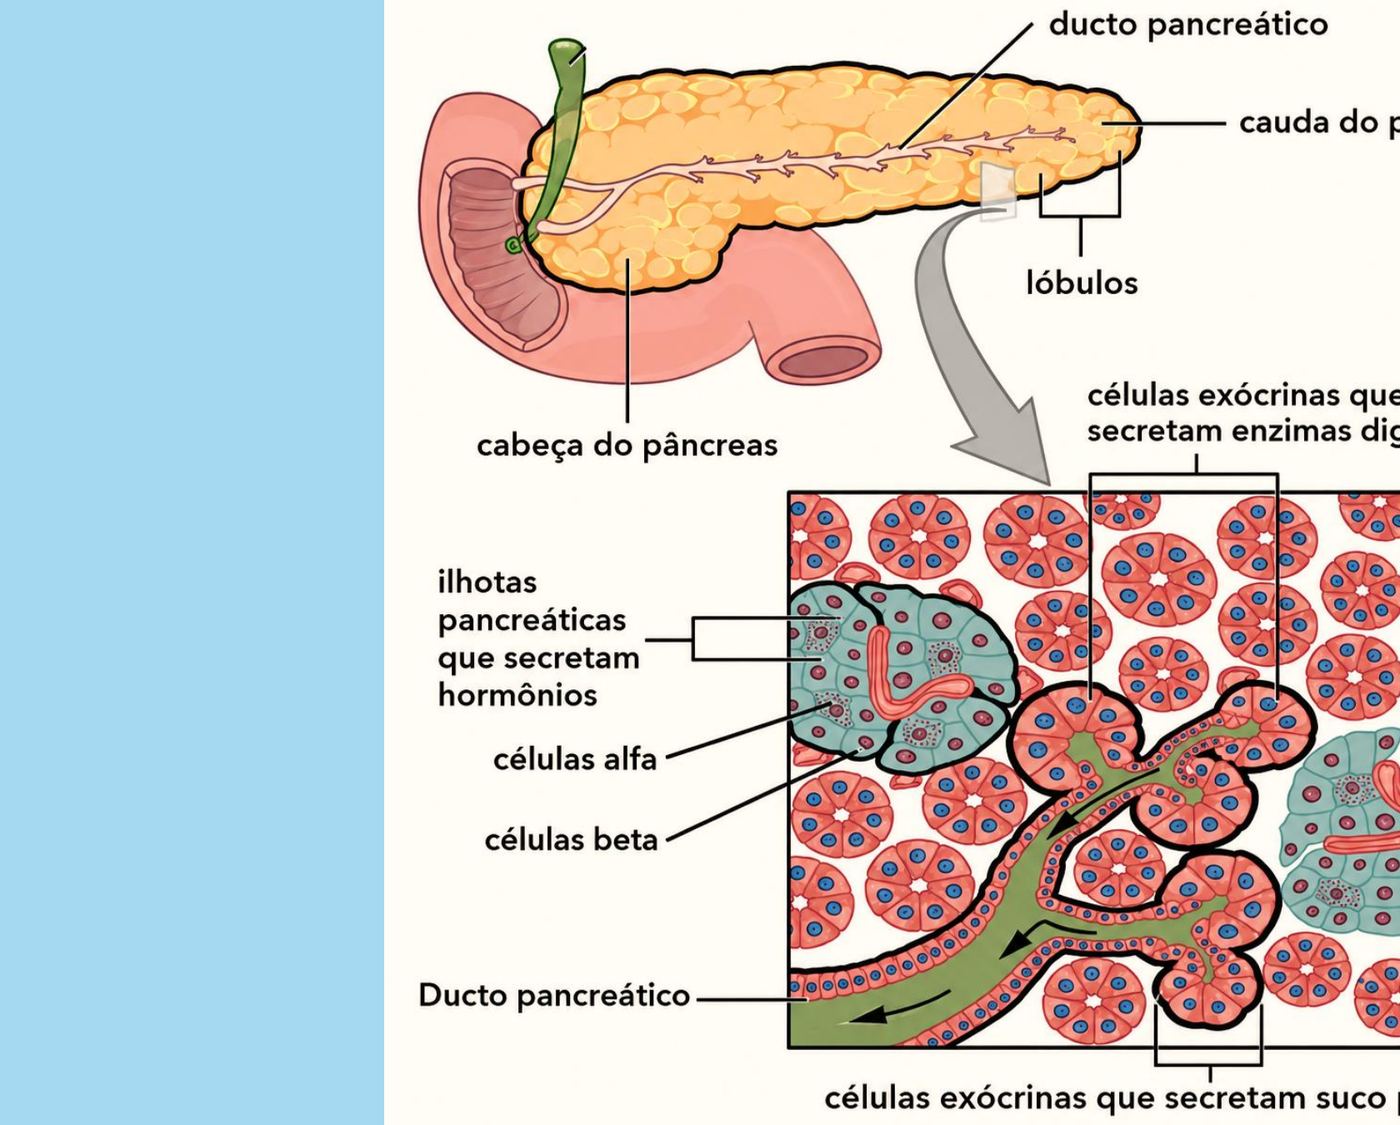 ducto pancreático
cauda do
lóbulos
cabeça do pâncreas
células exócrinas que
secretam enzimas
ilhotas
pancreáticas
que secretam
hormônios
células alfa
células beta
Ducto pancreático
células exócrinas que secretam suco